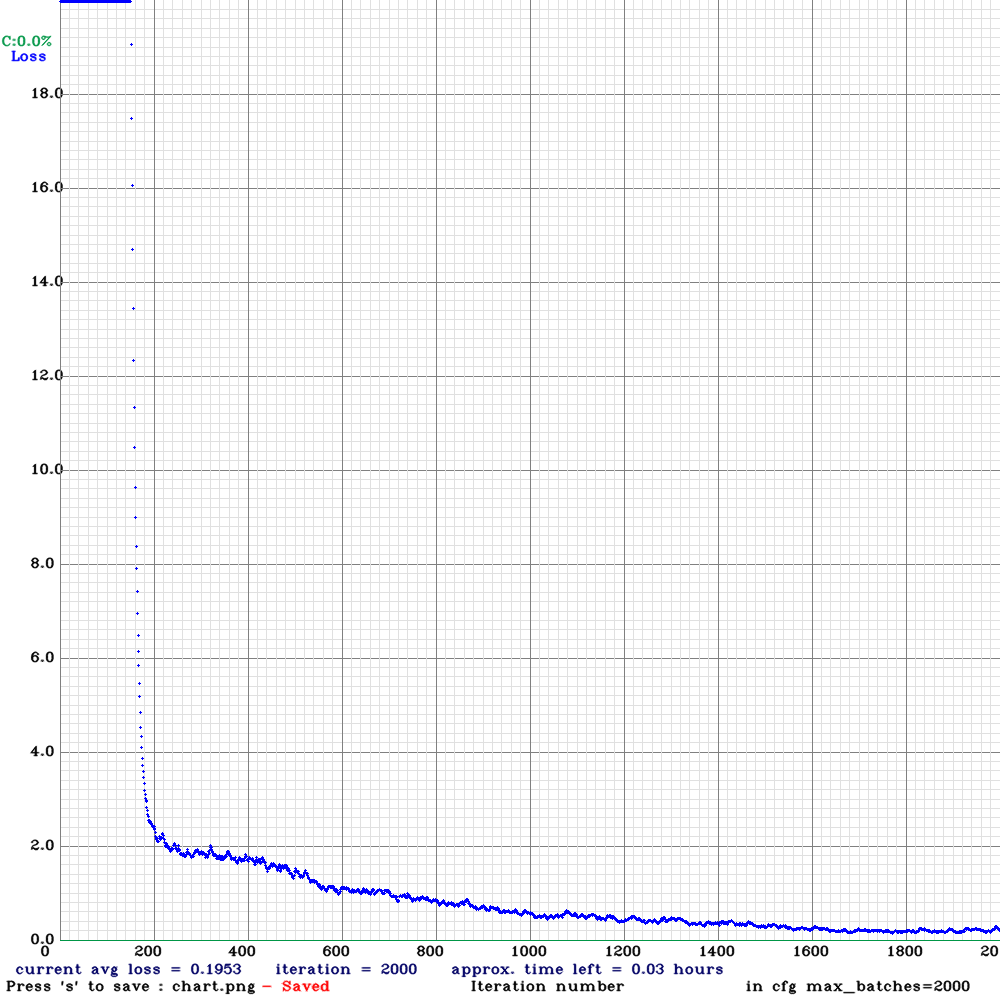 C:0.0%
Loss
18.0
16.0
14.0
12.0
10.0
8.0
6.0
4.0
2.0
0.0
0 200 400 600 800 1000 1200 1400 1600 1800 20
current avg loss = 0.1953 iteration = 2000 approx. time left = 0.03 hours
Press 's' to save : chart.png - Saved Iteration number in cfg max_batches=2000